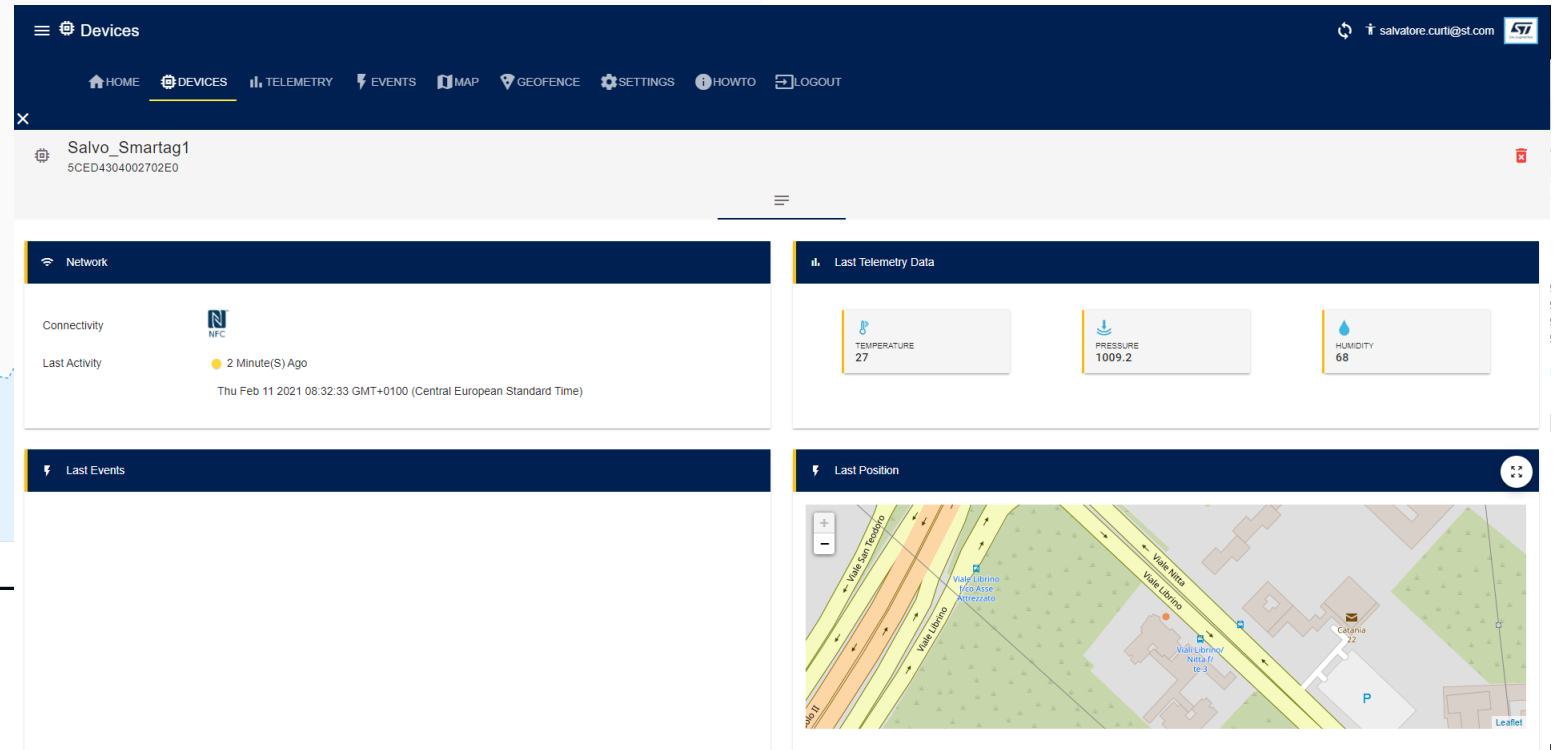 Devices
salvatore.curti@st.com
HOME DEVICES TELEMETRY EVENTS MAP GEOFENCE SETTINGS HOWTO LOGOUT
Salvo_Smartag1
5CED4304002702E0
Network
Connectivity
NFC
Last Activity
2 Minute(S) Ago
Thu Feb 11 2021 08:32:33 GMT+0100 (Central European Standard Time)
Last Telemetry Data
TEMPERATURE
27
PRESSURE
1009.2
HUMIDITY
68
Last Events
Last Position
+
−
Viale San Teodoro
Viale Librino
f/co Asse
Attrezzato
Viale Librino
Viale Nitta
Viale Librino
Viali Librino/
Nitta f/
te 3
Catania
22
P
Leaflet